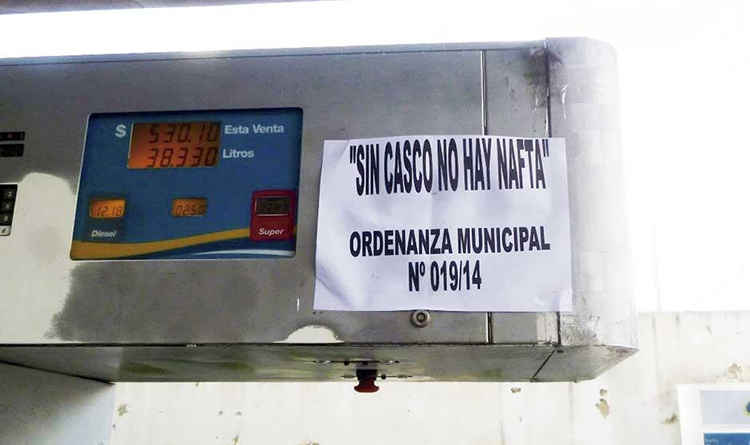 $ 530.10 Esta Venta
38.330 Litros
12.18
Diesel
Super
"SIN CASCO NO HAY NAFTA"
ORDENANZA MUNICIPAL
Nº 019/14